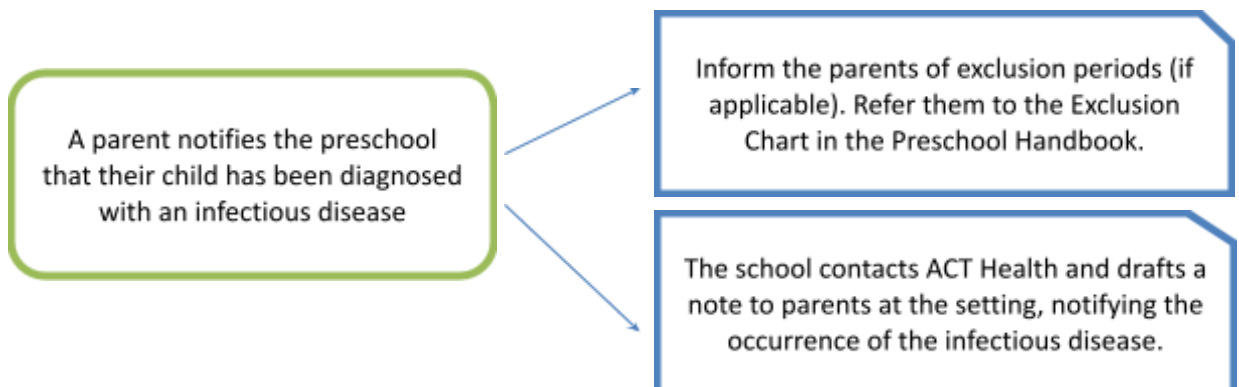 A parent notifies the preschool
that their child has been diagnosed
with an infectious disease
Inform the parents of exclusion periods (if
applicable). Refer them to the Exclusion
Chart in the Preschool Handbook.
The school contacts ACT Health and drafts a
note to parents at the setting, notifying the
occurrence of the infectious disease.